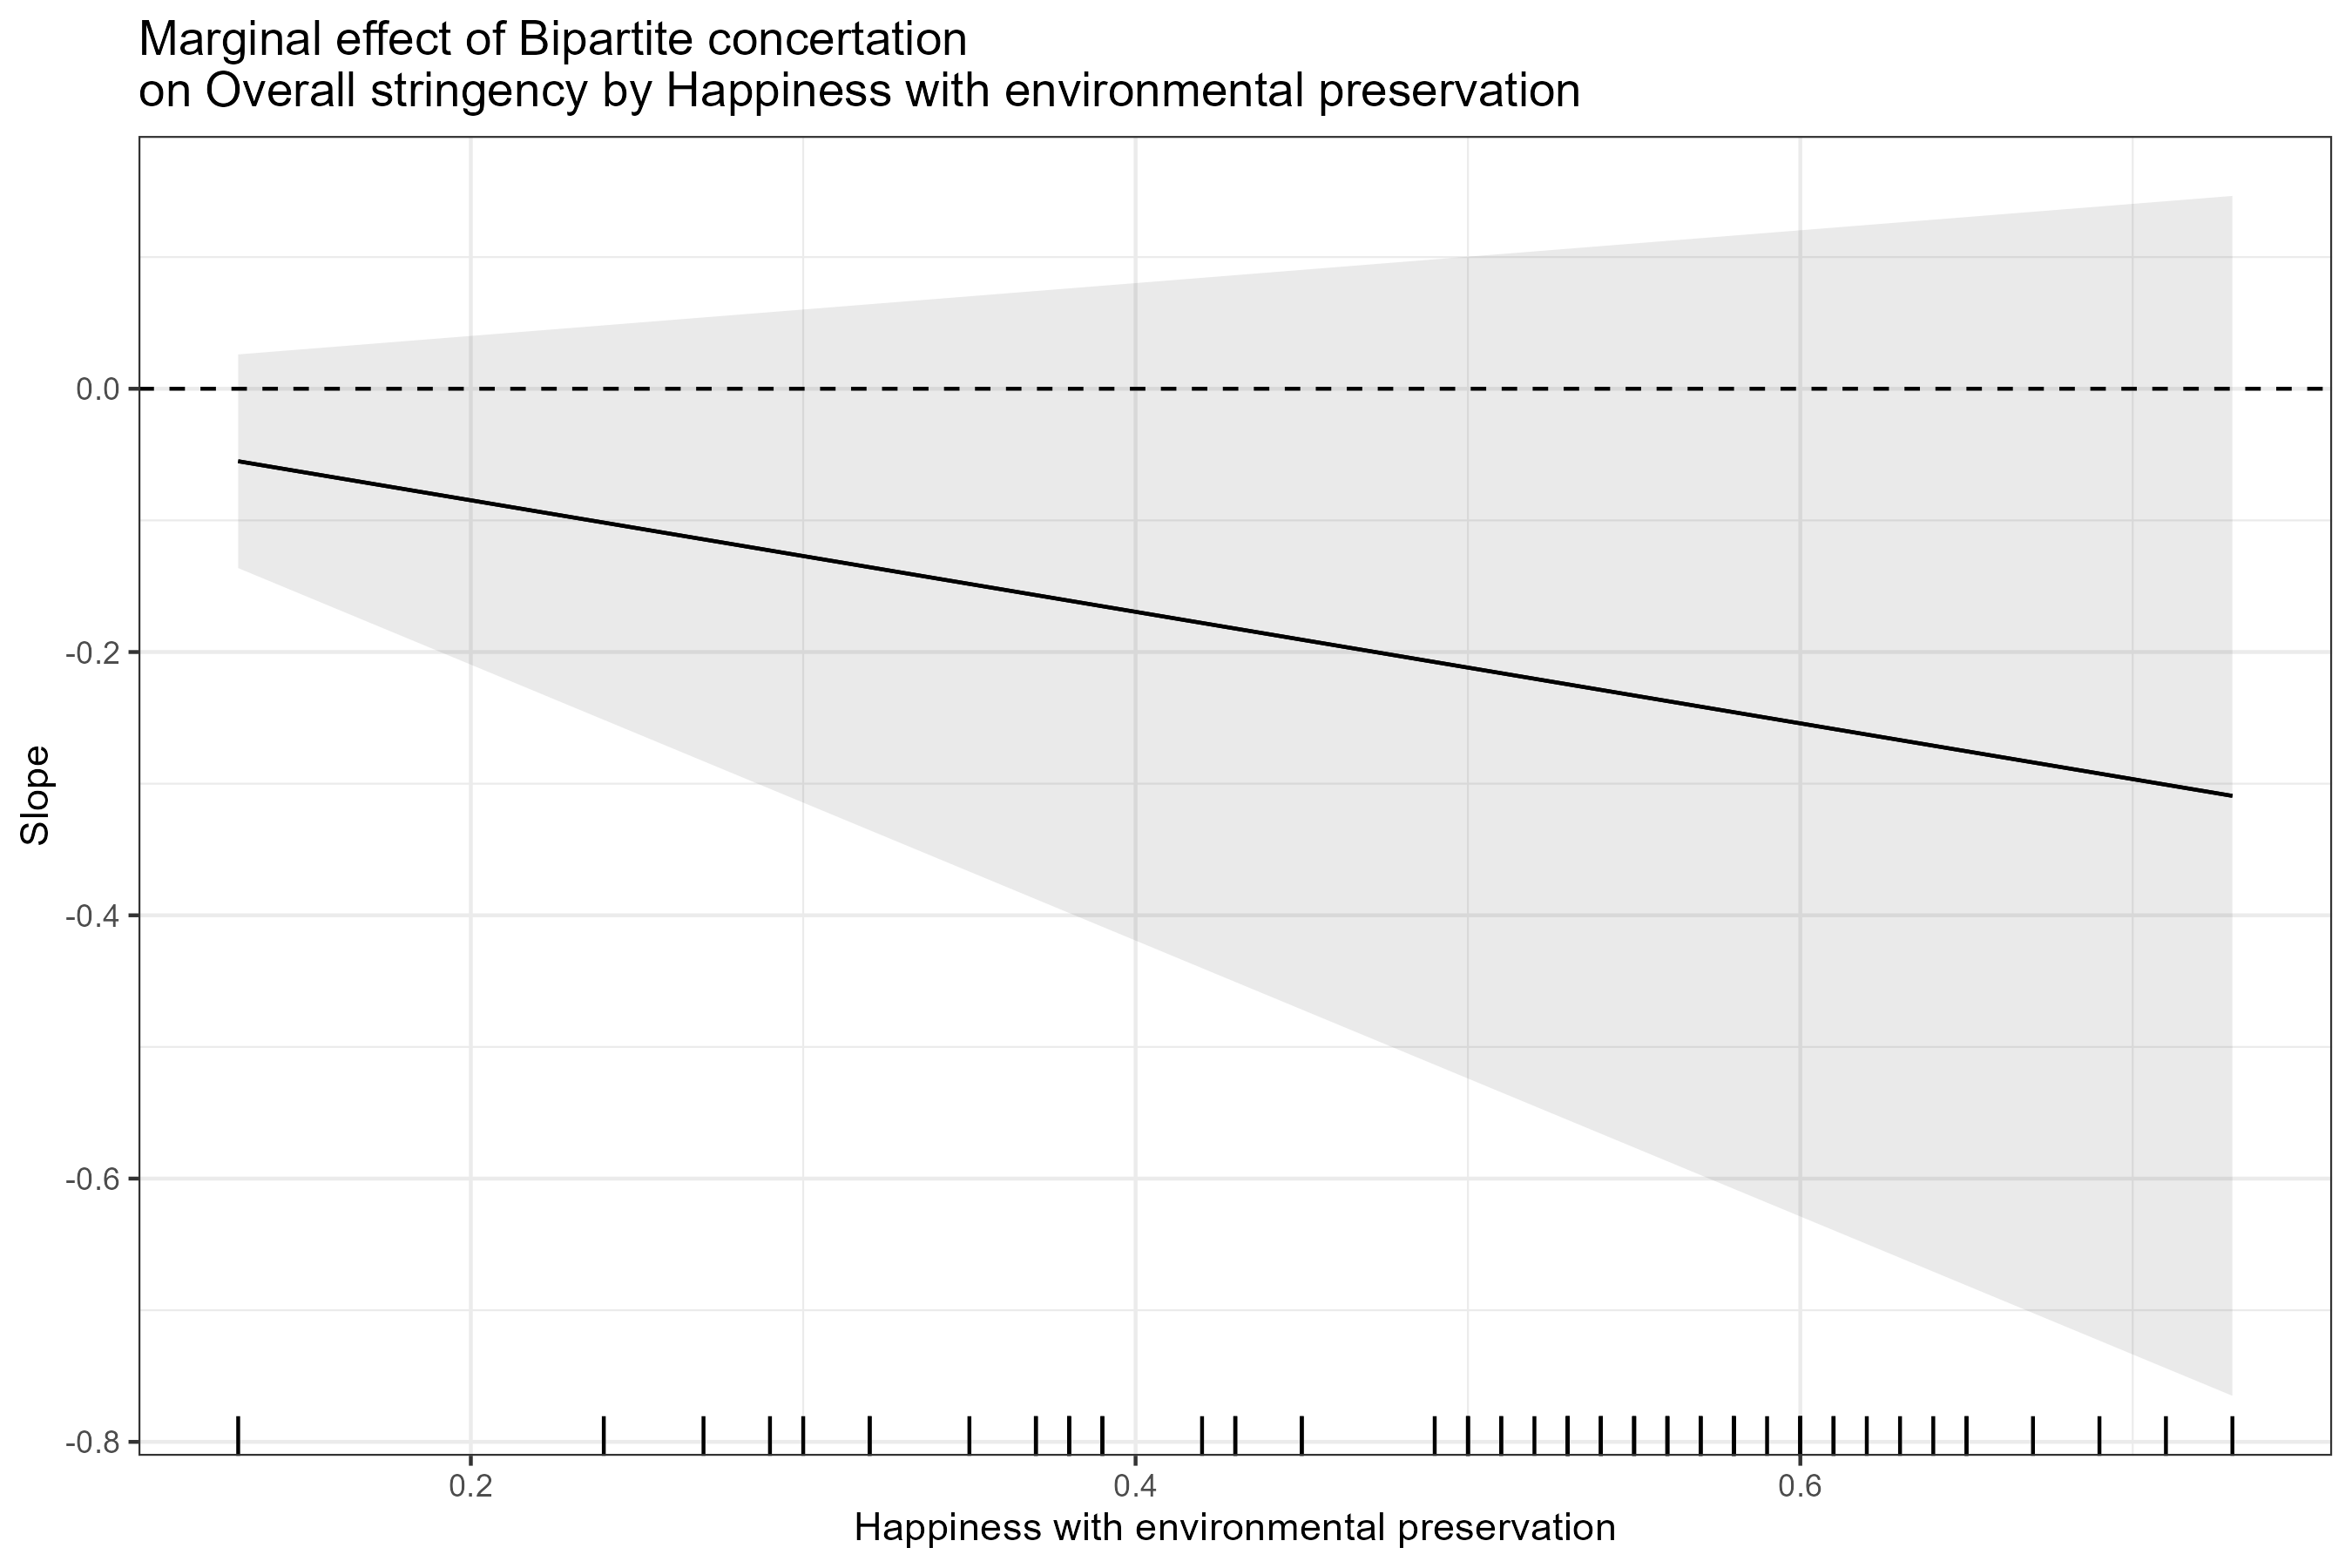 Marginal effect of Bipartite concertation
on Overall stringency by Happiness with environmental preservation
0.0
-0.2
-0.4
-0.6
-0.8
Slope
0.2 0.4 0.6
Happiness with environmental preservation